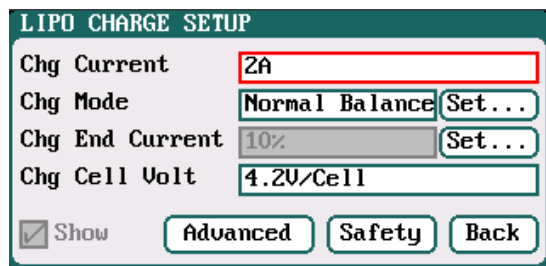 LIPO CHARGE SETUP
Chg Current 2A
Chg Mode Normal Balance Set...
Chg End Current 10% Set...
Chg Cell Volt 4.2V/Cell
Show Advanced Safety Back